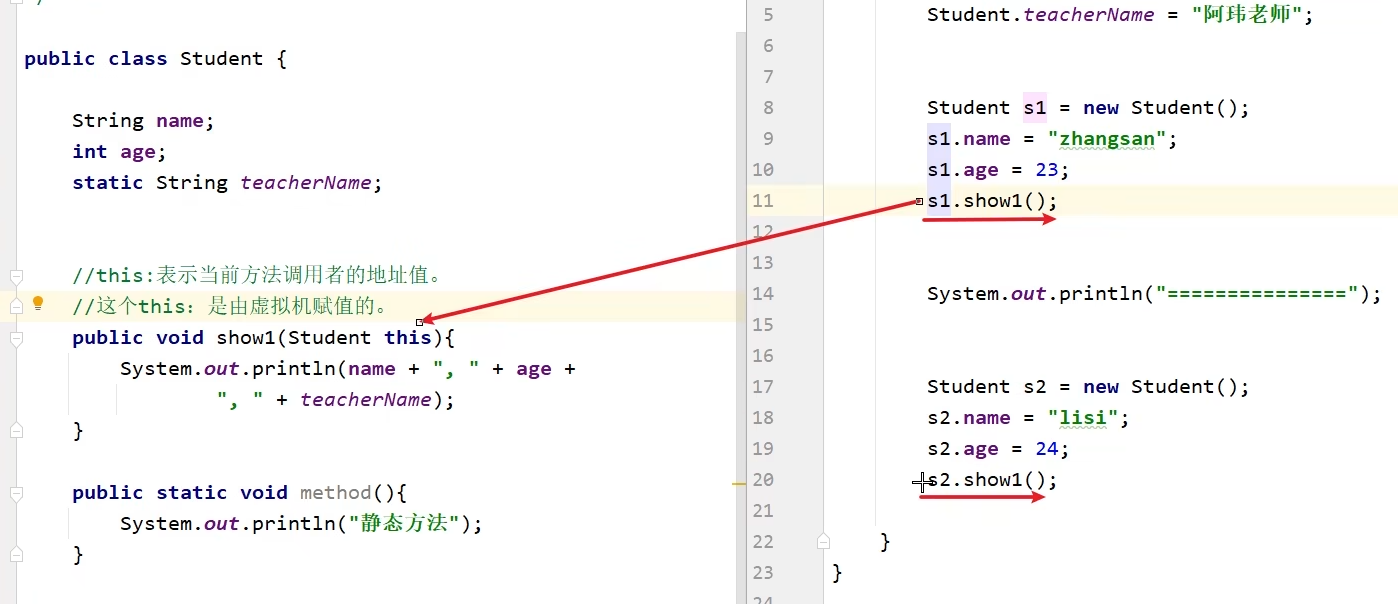 public class Student {
String name;
int age;
static String teacherName;
//this:表示当前方法调用者的地址值。
//这个this: 是由虚拟机赋值的。
public void show1(Student this){
System.out.println(name + ", " + age +
", " + teacherName);
}
public static void method(){
System.out.println("静态方法");
}
5 Student.teacherName = "阿玮老师";
6
7
8 Student s1 = new Student();
9 s1.name = "zhangsan";
10 s1.age = 23;
11 s1.show1();
12
13
14 System.out.println("===============");
15
16
17 Student s2 = new Student();
18 s2.name = "lisi";
19 s2.age = 24;
20 s2.show1();
21
22 }
23 }
24